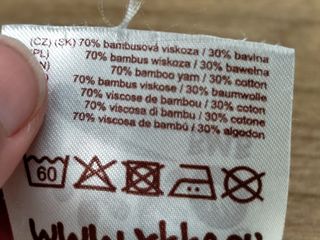 (CZ) (SK) 70% bambusová viskoza / 30% bavlna
(PL) 70% bambus wiskoza / 30% bawełna
70% bamboo yarn / 30% cotton
70% bambus viskose / 30% baumwolle
70% viscose de bambou / 30% coton
70% viscosa di bambu / 30% cotone
70% viscosa de bambú / 30% algodon
60